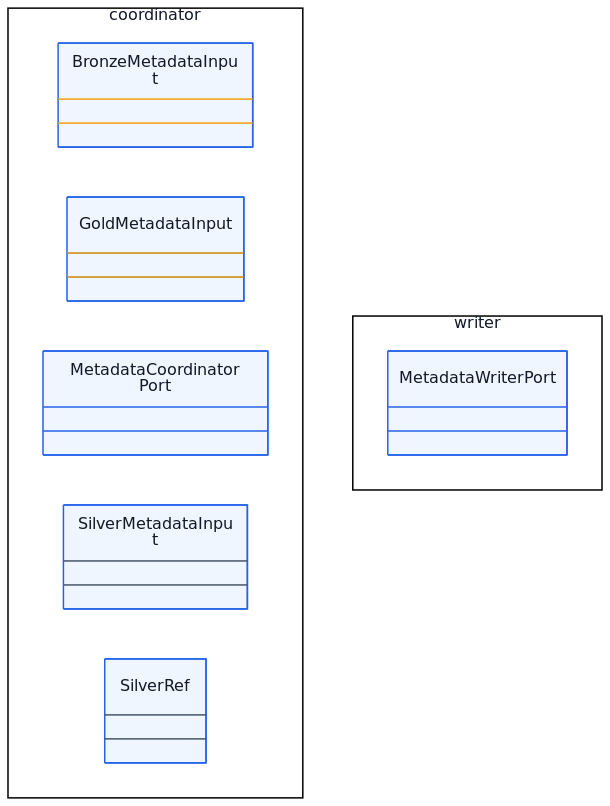 coordinator
BronzeMetadataInpu
t
GoldMetadataInput
MetadataCoordinator
Port
SilverMetadataInpu
t
SilverRef
writer
MetadataWriterPort